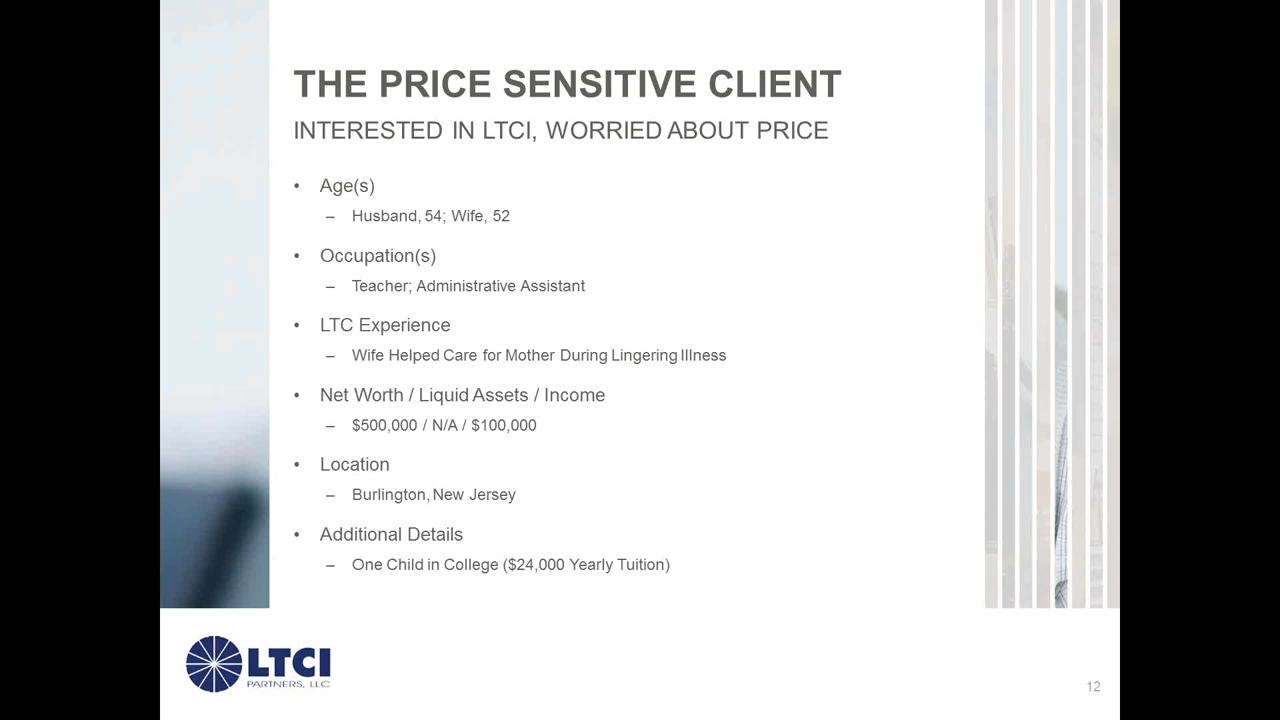 THE PRICE SENSITIVE CLIENT
INTERESTED IN LTCI, WORRIED ABOUT PRICE
• Age(s)
– Husband, 54; Wife, 52
• Occupation(s)
– Teacher; Administrative Assistant
• LTC Experience
– Wife Helped Care for Mother During Lingering Illness
• Net Worth / Liquid Assets / Income
– $500,000 / N/A / $100,000
• Location
– Burlington, New Jersey
• Additional Details
– One Child in College ($24,000 Yearly Tuition)
LTCI
PARTNERS, LLC
12